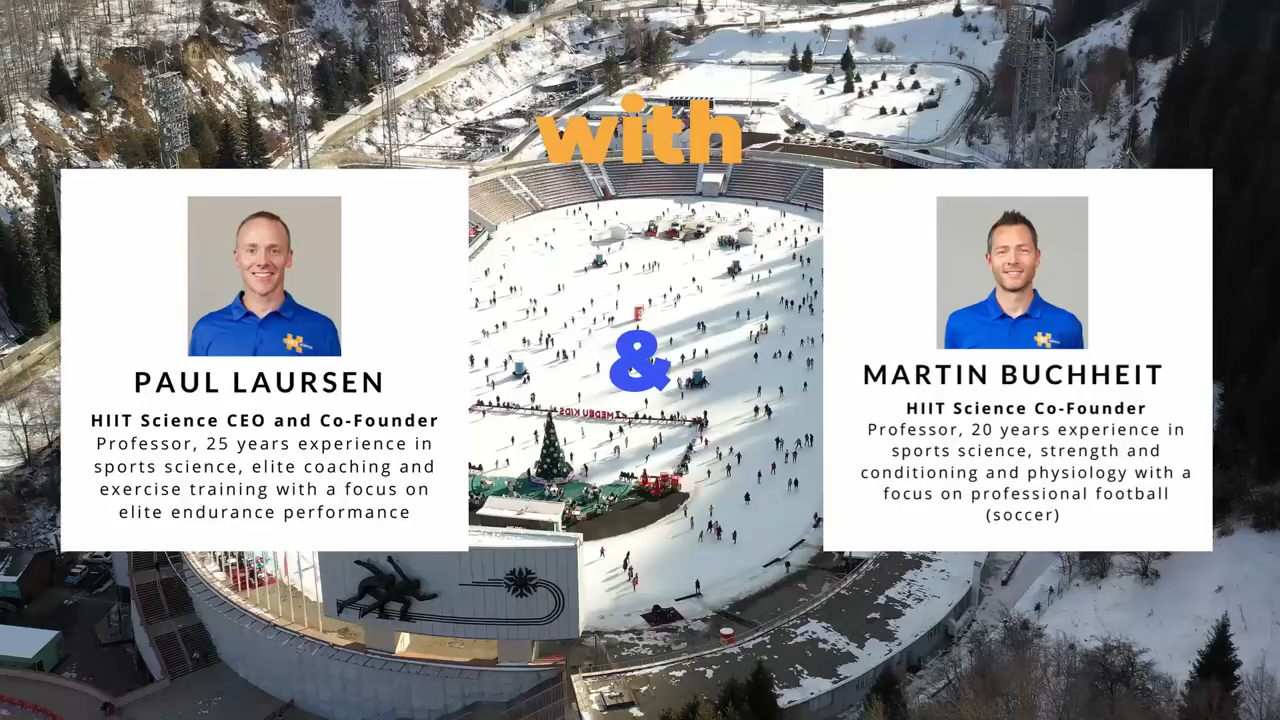 with
PAUL LAURSEN
HIIT Science CEO and Co-Founder
Professor, 25 years experience in
sports science, elite coaching and
exercise training with a focus on
elite endurance performance
&
MARTIN BUCHHEIT
HIIT Science Co-Founder
Professor, 20 years experience in
sports science, strength and
conditioning and physiology with a
focus on professional football
(soccer)
MEDEU KIDS